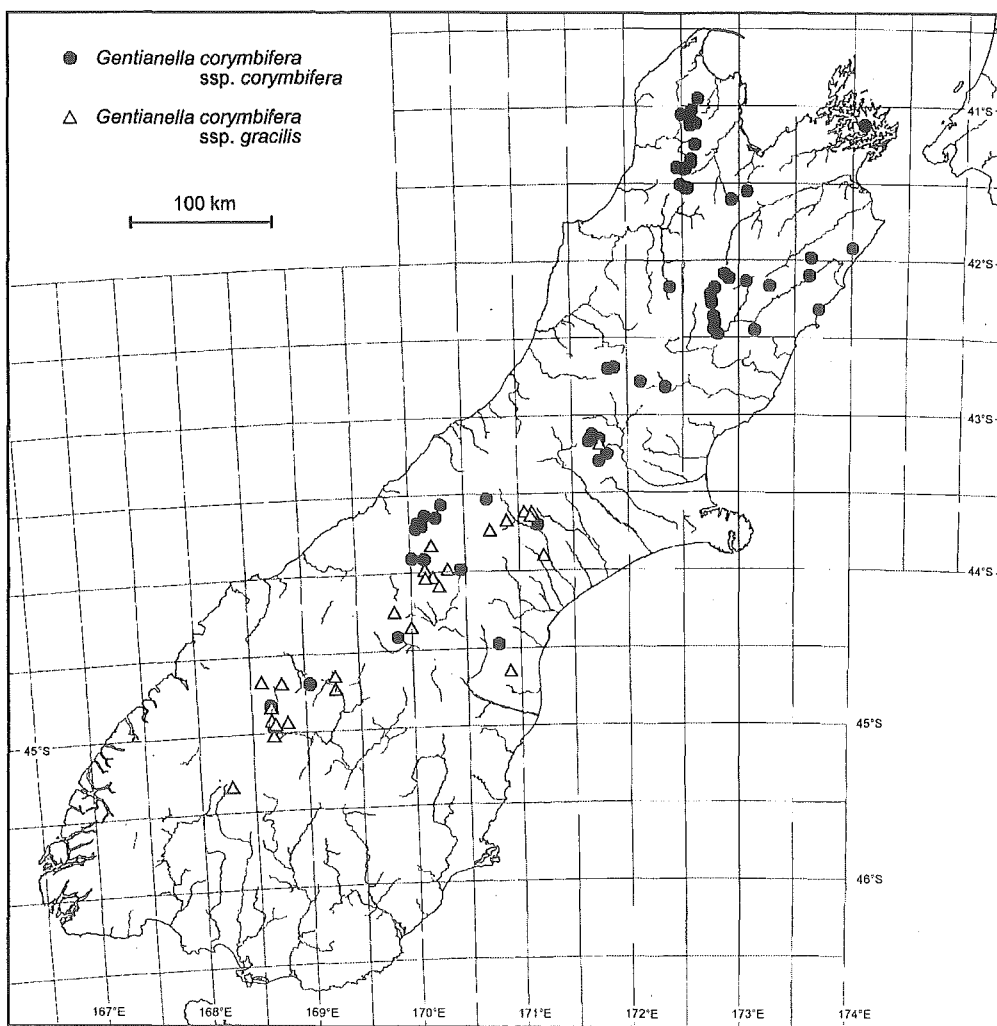 Gentianella corymbifera
ssp. corymbifera
Gentianella corymbifera
ssp. gracilis
100 km
41°S
42°S
43°S
44°S
45°S
45°S
46°S
167°E
168°E
169°E
170°E
171°E
172°E
173°E
174°E